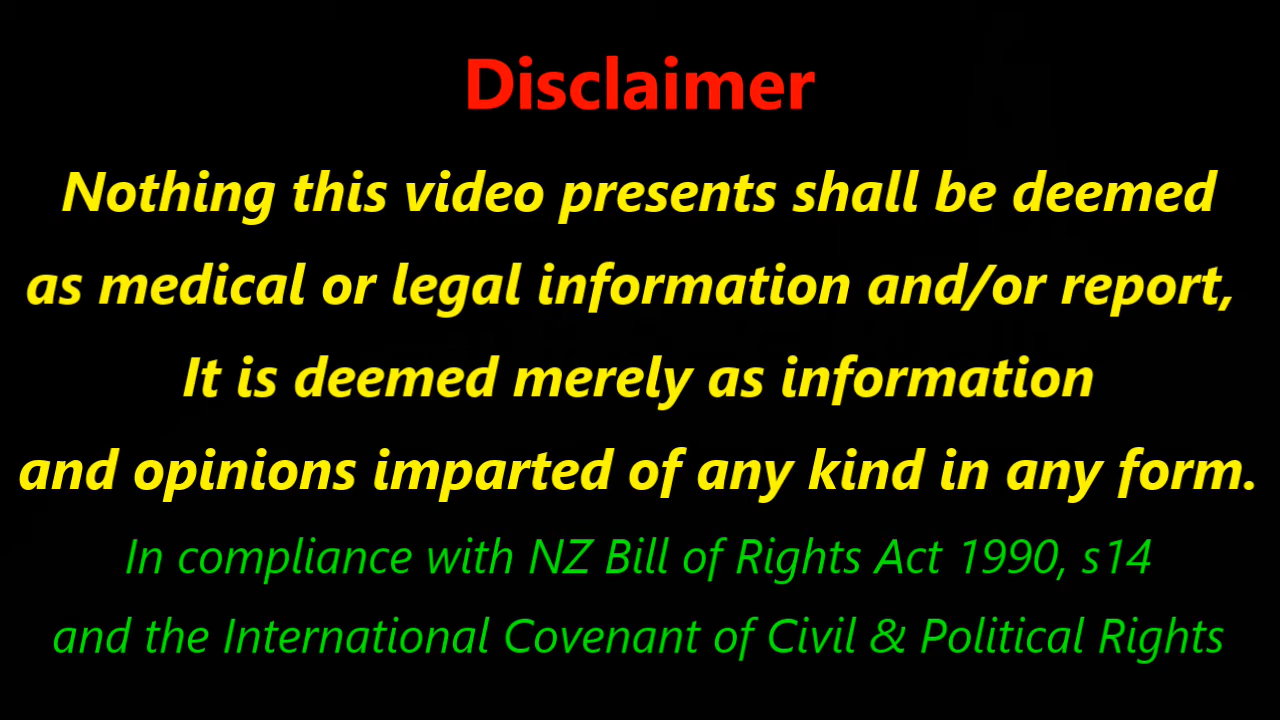 Disclaimer
Nothing this video presents shall be deemed
as medical or legal information and/or report,
It is deemed merely as information
and opinions imparted of any kind in any form.
In compliance with NZ Bill of Rights Act 1990, s14
and the International Covenant of Civil & Political Rights